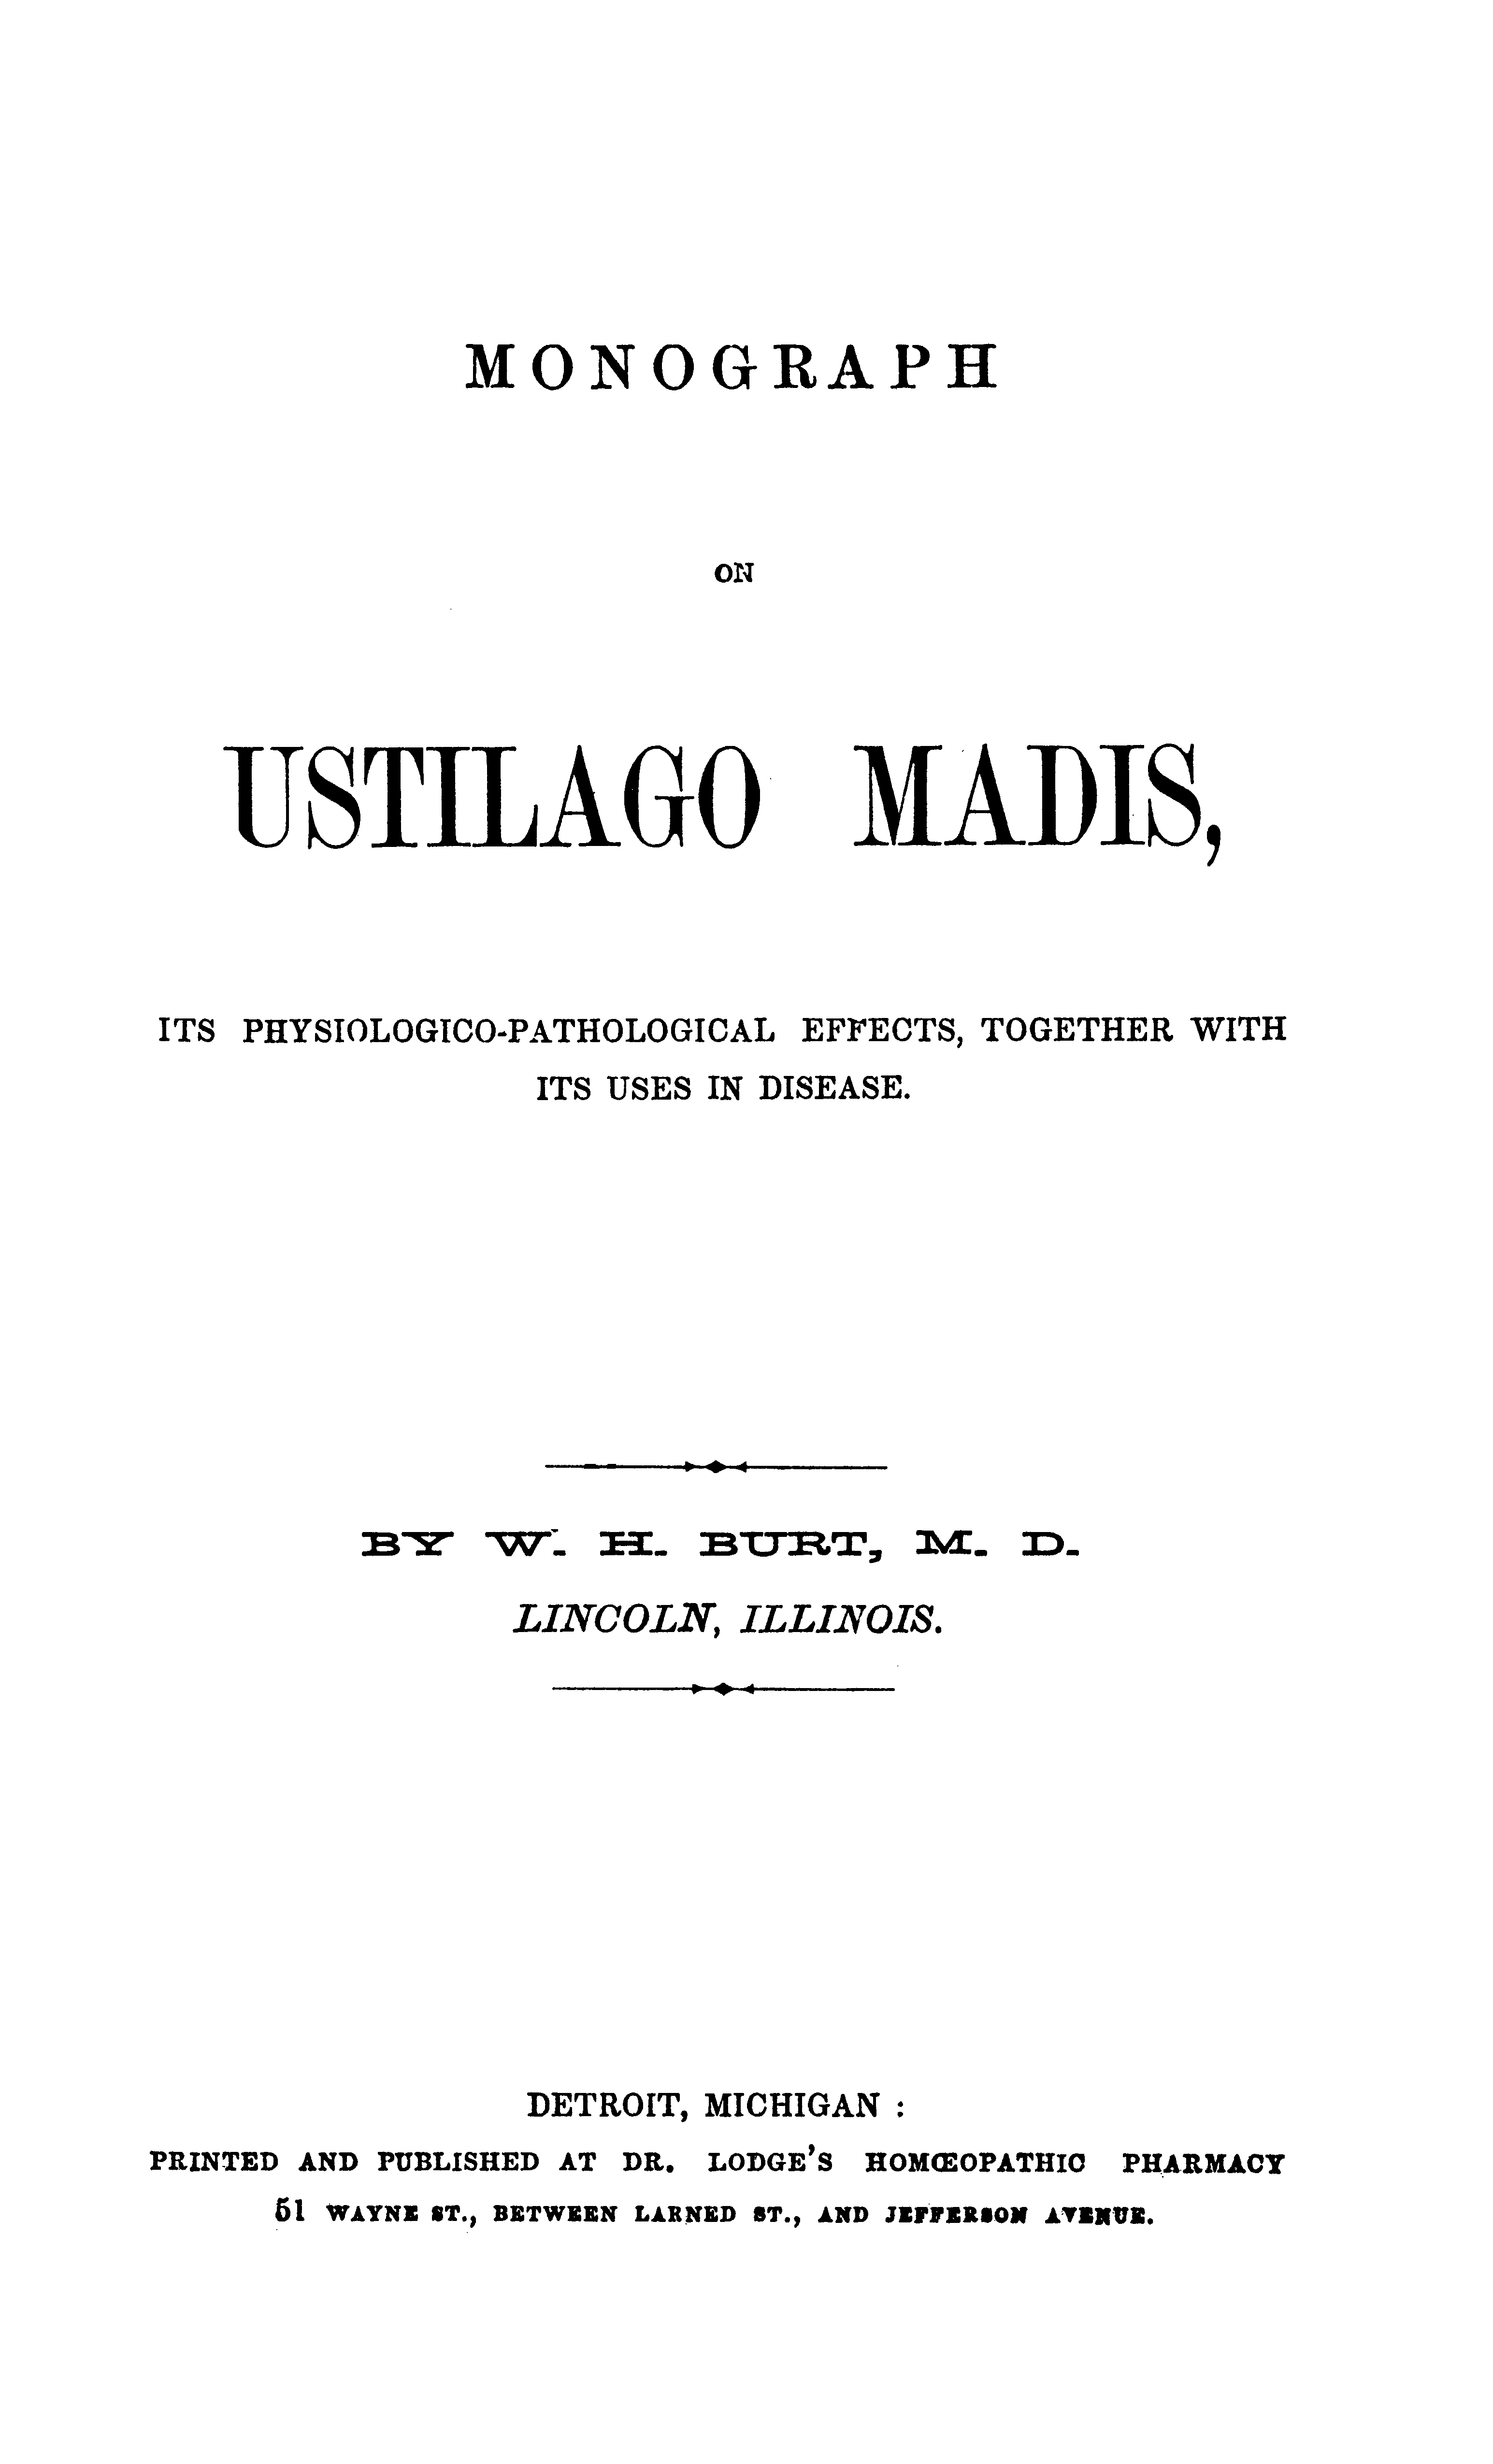 MONOGRAPH
ON
USTILAGO MADIS,
ITS PHYSIOLOGICO-PATHOLOGICAL EFFECTS, TOGETHER WITH
ITS USES IN DISEASE.
BY W. H. BURT, M. D.
LINCOLN, ILLINOIS.
DETROIT, MICHIGAN :
PRINTED AND PUBLISHED AT DR. LODGE'S HOMŒOPATHIC PHARMACY
51 WAYNE ST., BETWEEN LARNED ST., AND JEFFERSON AVENUE.